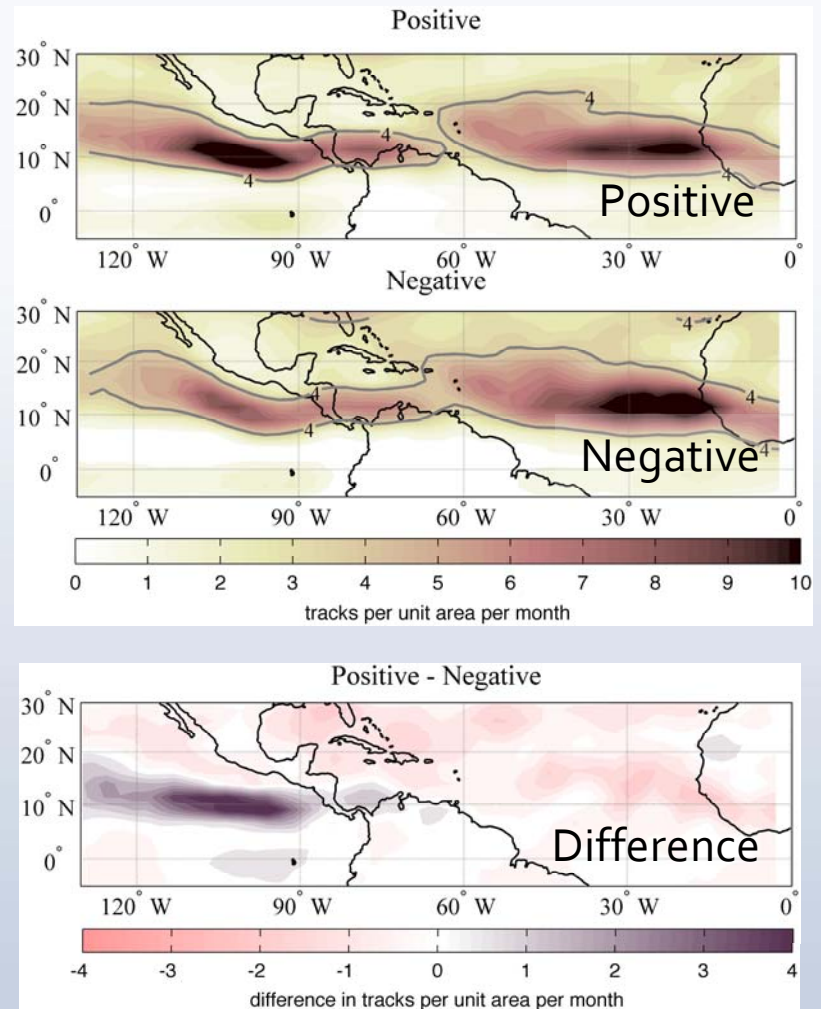 Positive
30° N
20° N
10° N
0°
4
4
4
4
Positive
120° W 90° W 60° W 30° W 0°
Negative
30° N
20° N
10° N
0°
4
4
4
4
4
Negative
120° W 90° W 60° W 30° W 0°
0 1 2 3 4 5 6 7 8 9 10
tracks per unit area per month
Positive - Negative
30° N
20° N
10° N
0°
Difference
120° W 90° W 60° W 30° W 0°
-4 -3 -2 -1 0 1 2 3 4
difference in tracks per unit area per month